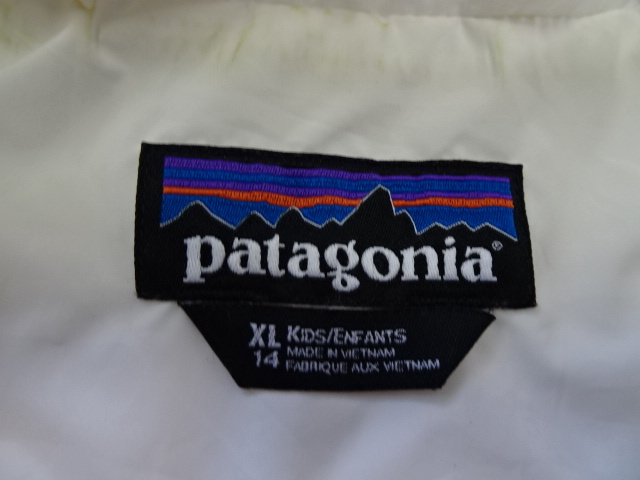 patagonia®
XL KIDS/ENFANTS
14 MADE IN VIETNAM
FABRIQUE AUX VIETNAM